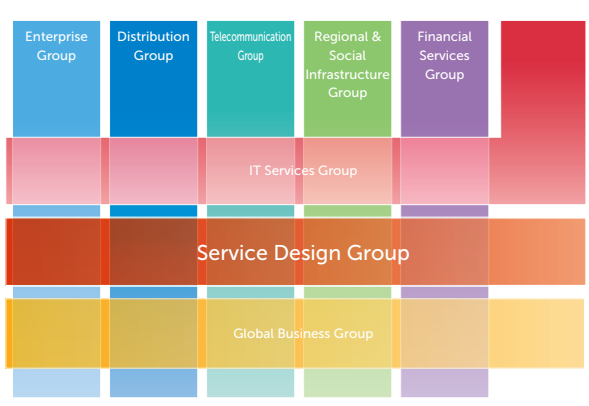 Enterprise
Group
Distribution
Group
Telecommunication
Group
Regional &
Social
Infrastructure
Group
Financial
Services
Group
IT Services Group
Service Design Group
Global Business Group